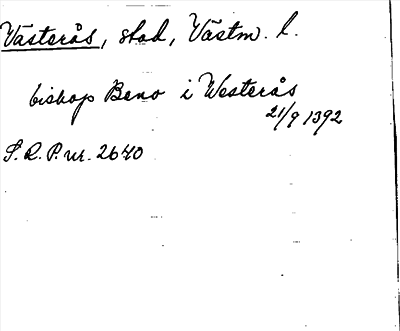 Västerås, stad, Västm. l.
biskop Beno i Westerås
21/9 1392
S.R.P. nr. 2640